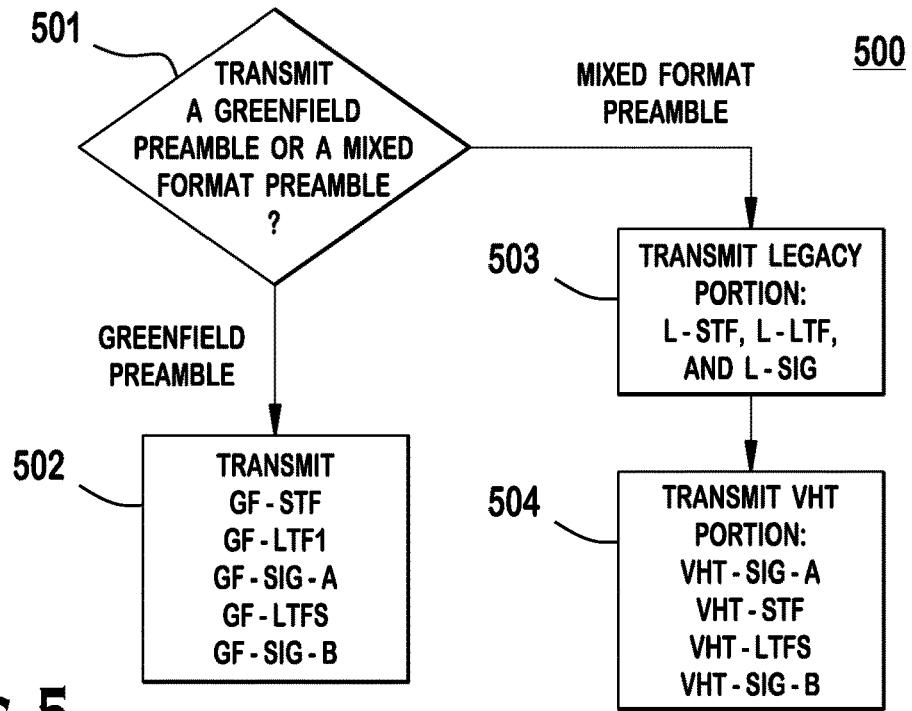 501
TRANSMIT
A GREENFIELD
PREAMBLE OR A MIXED
FORMAT PREAMBLE
?
500
MIXED FORMAT
PREAMBLE
GREENFIELD
PREAMBLE
503
TRANSMIT LEGACY
PORTION:
L - STF, L - LTF,
AND L - SIG
502
TRANSMIT
GF - STF
GF - LTF1
GF - SIG - A
GF - LTFS
GF - SIG - B
504
TRANSMIT VHT
PORTION:
VHT - SIG - A
VHT - STF
VHT - LTFS
VHT - SIG - B